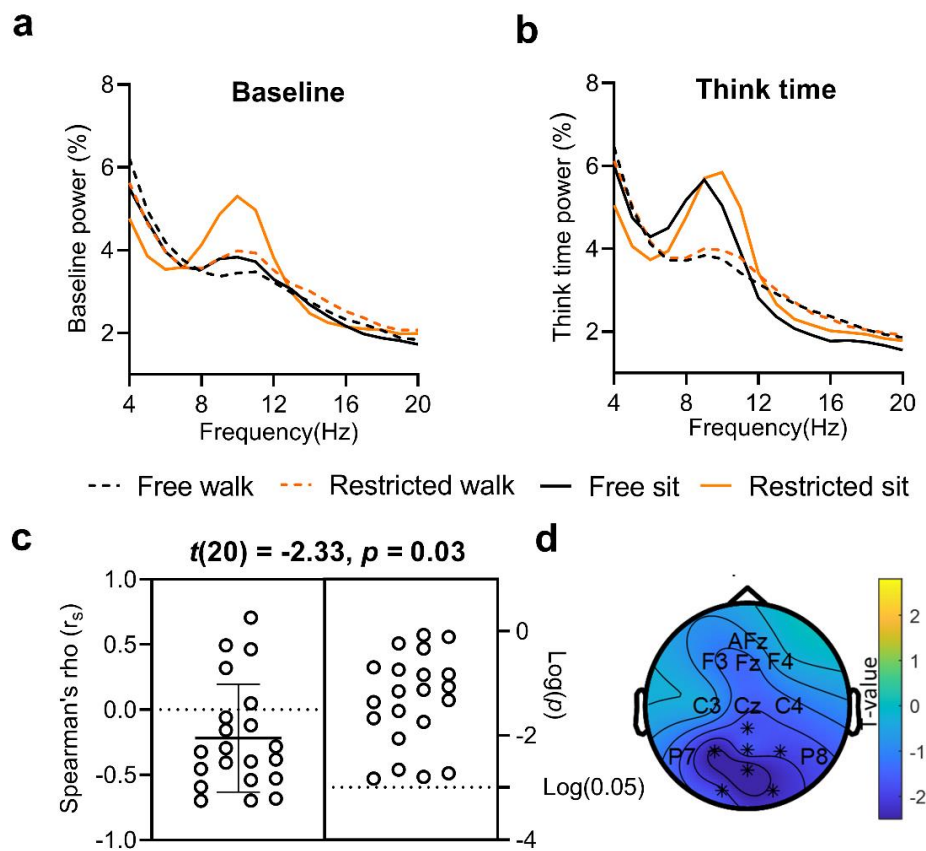 a
b
Baseline
Think time
Baseline power (%)
8
6
4
2
4 8 12 16 20
Frequency(Hz)
Think time power (%)
8
6
4
2
4 8 12 16 20
Frequency(Hz)
Free walk Restricted walk Free sit Restricted sit
c
d
t(20) = -2.33, p = 0.03
Spearman's rho (rs)
1.0
0.5
0.0
-0.5
-1.0
0
-2
-4
Log(p)
Log(0.05)
AFz
F3 Fz F4
C3 Cz C4
P7 P8
2
1
0
-1
-2
T-value